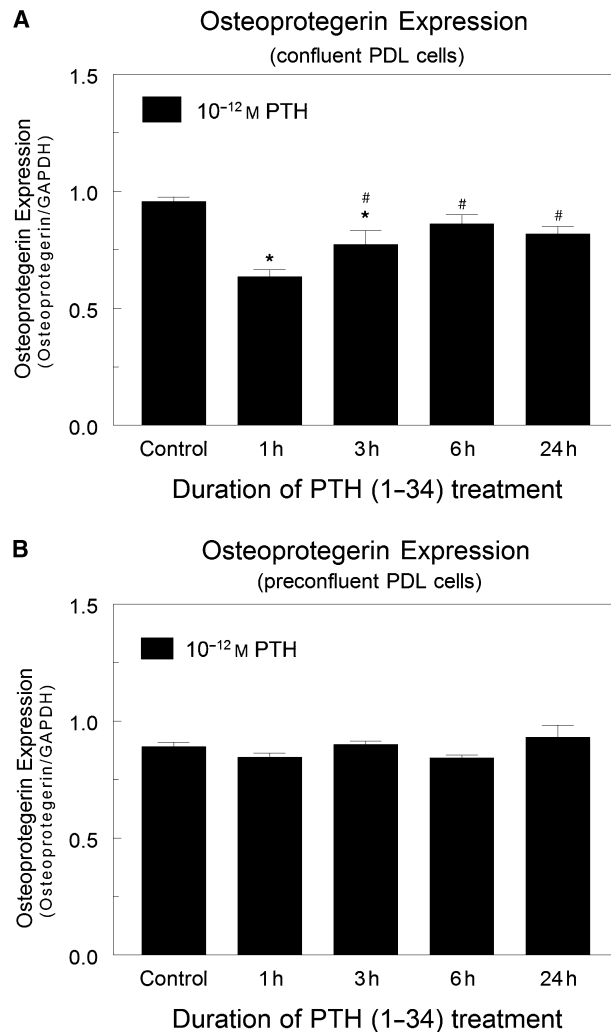 A
Osteoprotegerin Expression
(confluent PDL cells)
Osteoprotegerin Expression
(Osteoprotegerin/GAPDH)
1.5
1.0
0.5
0.0
10⁻¹² M PTH
*
#
*
#
#
Control 1 h 3 h 6 h 24 h
Duration of PTH (1–34) treatment
B
Osteoprotegerin Expression
(preconfluent PDL cells)
Osteoprotegerin Expression
(Osteoprotegerin/GAPDH)
1.5
1.0
0.5
0.0
10⁻¹² M PTH
Control 1 h 3 h 6 h 24 h
Duration of PTH (1–34) treatment